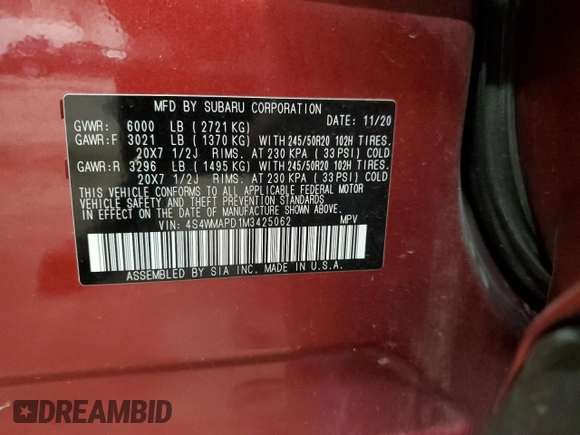 MFD BY SUBARU CORPORATION
DATE: 11/20
GVWR: 6000 LB ( 2721 KG)
GAWR:F 3021 LB ( 1370 KG) WITH 245/50R20 102H TIRES.
20X7 1/2J RIMS. AT 230 KPA ( 33 PSI) COLD
GAWR:R 3296 LB ( 1495 KG) WITH 245/50R20 102H TIRES.
20X7 1/2J RIMS. AT 230 KPA ( 33 PSI) COLD
THIS VEHICLE CONFORMS TO ALL APPLICABLE FEDERAL MOTOR
VEHICLE SAFETY AND THEFT PREVENTION STANDARDS IN EFFECT
ON THE DATE OF MANUFACTURE SHOWN ABOVE.
VIN: 4S4WMAPD1M3425062 MPV
ASSEMBLED BY SIA INC. MADE IN U.S.A.
DREAMBID